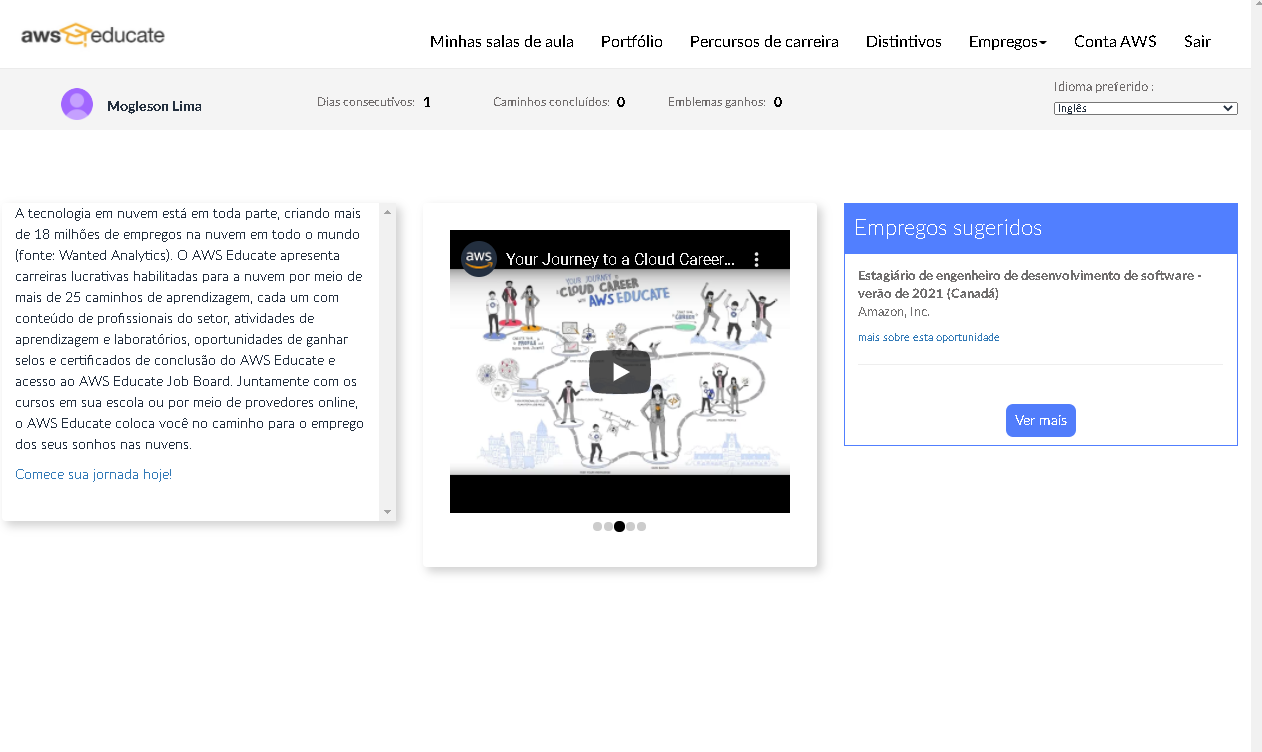 aws educate
Minhas salas de aula Portfólio Percursos de carreira Distintivos Empregos Conta AWS Sair
Mogleson Lima
Dias consecutivos: 1 Caminhos concluídos: 0 Emblemas ganhos: 0
Idioma preferido :
Inglês
A tecnologia em nuvem está em toda parte, criando mais
de 18 milhões de empregos na nuvem em todo o mundo
(fonte: Wanted Analytics). O AWS Educate apresenta
carreiras lucrativas habilitadas para a nuvem por meio de
mais de 25 caminhos de aprendizagem, cada um com
conteúdo de profissionais do setor, atividades de
aprendizagem e laboratórios, oportunidades de ganhar
selos e certificados de conclusão do AWS Educate e
acesso ao AWS Educate Job Board. Juntamente com os
cursos em sua escola ou por meio de provedores online,
o AWS Educate coloca você no caminho para o emprego
dos seus sonhos nas nuvens.
Comece sua jornada hoje!
aws Your Journey to a Cloud Career...
YOUR JOURNEY to a
CLOUD CAREER
with AWS EDUCATE
Empregos sugeridos
Estagiário de engenheiro de desenvolvimento de software -
verão de 2021 (Canadá)
Amazon, Inc.
mais sobre esta oportunidade
Ver mais